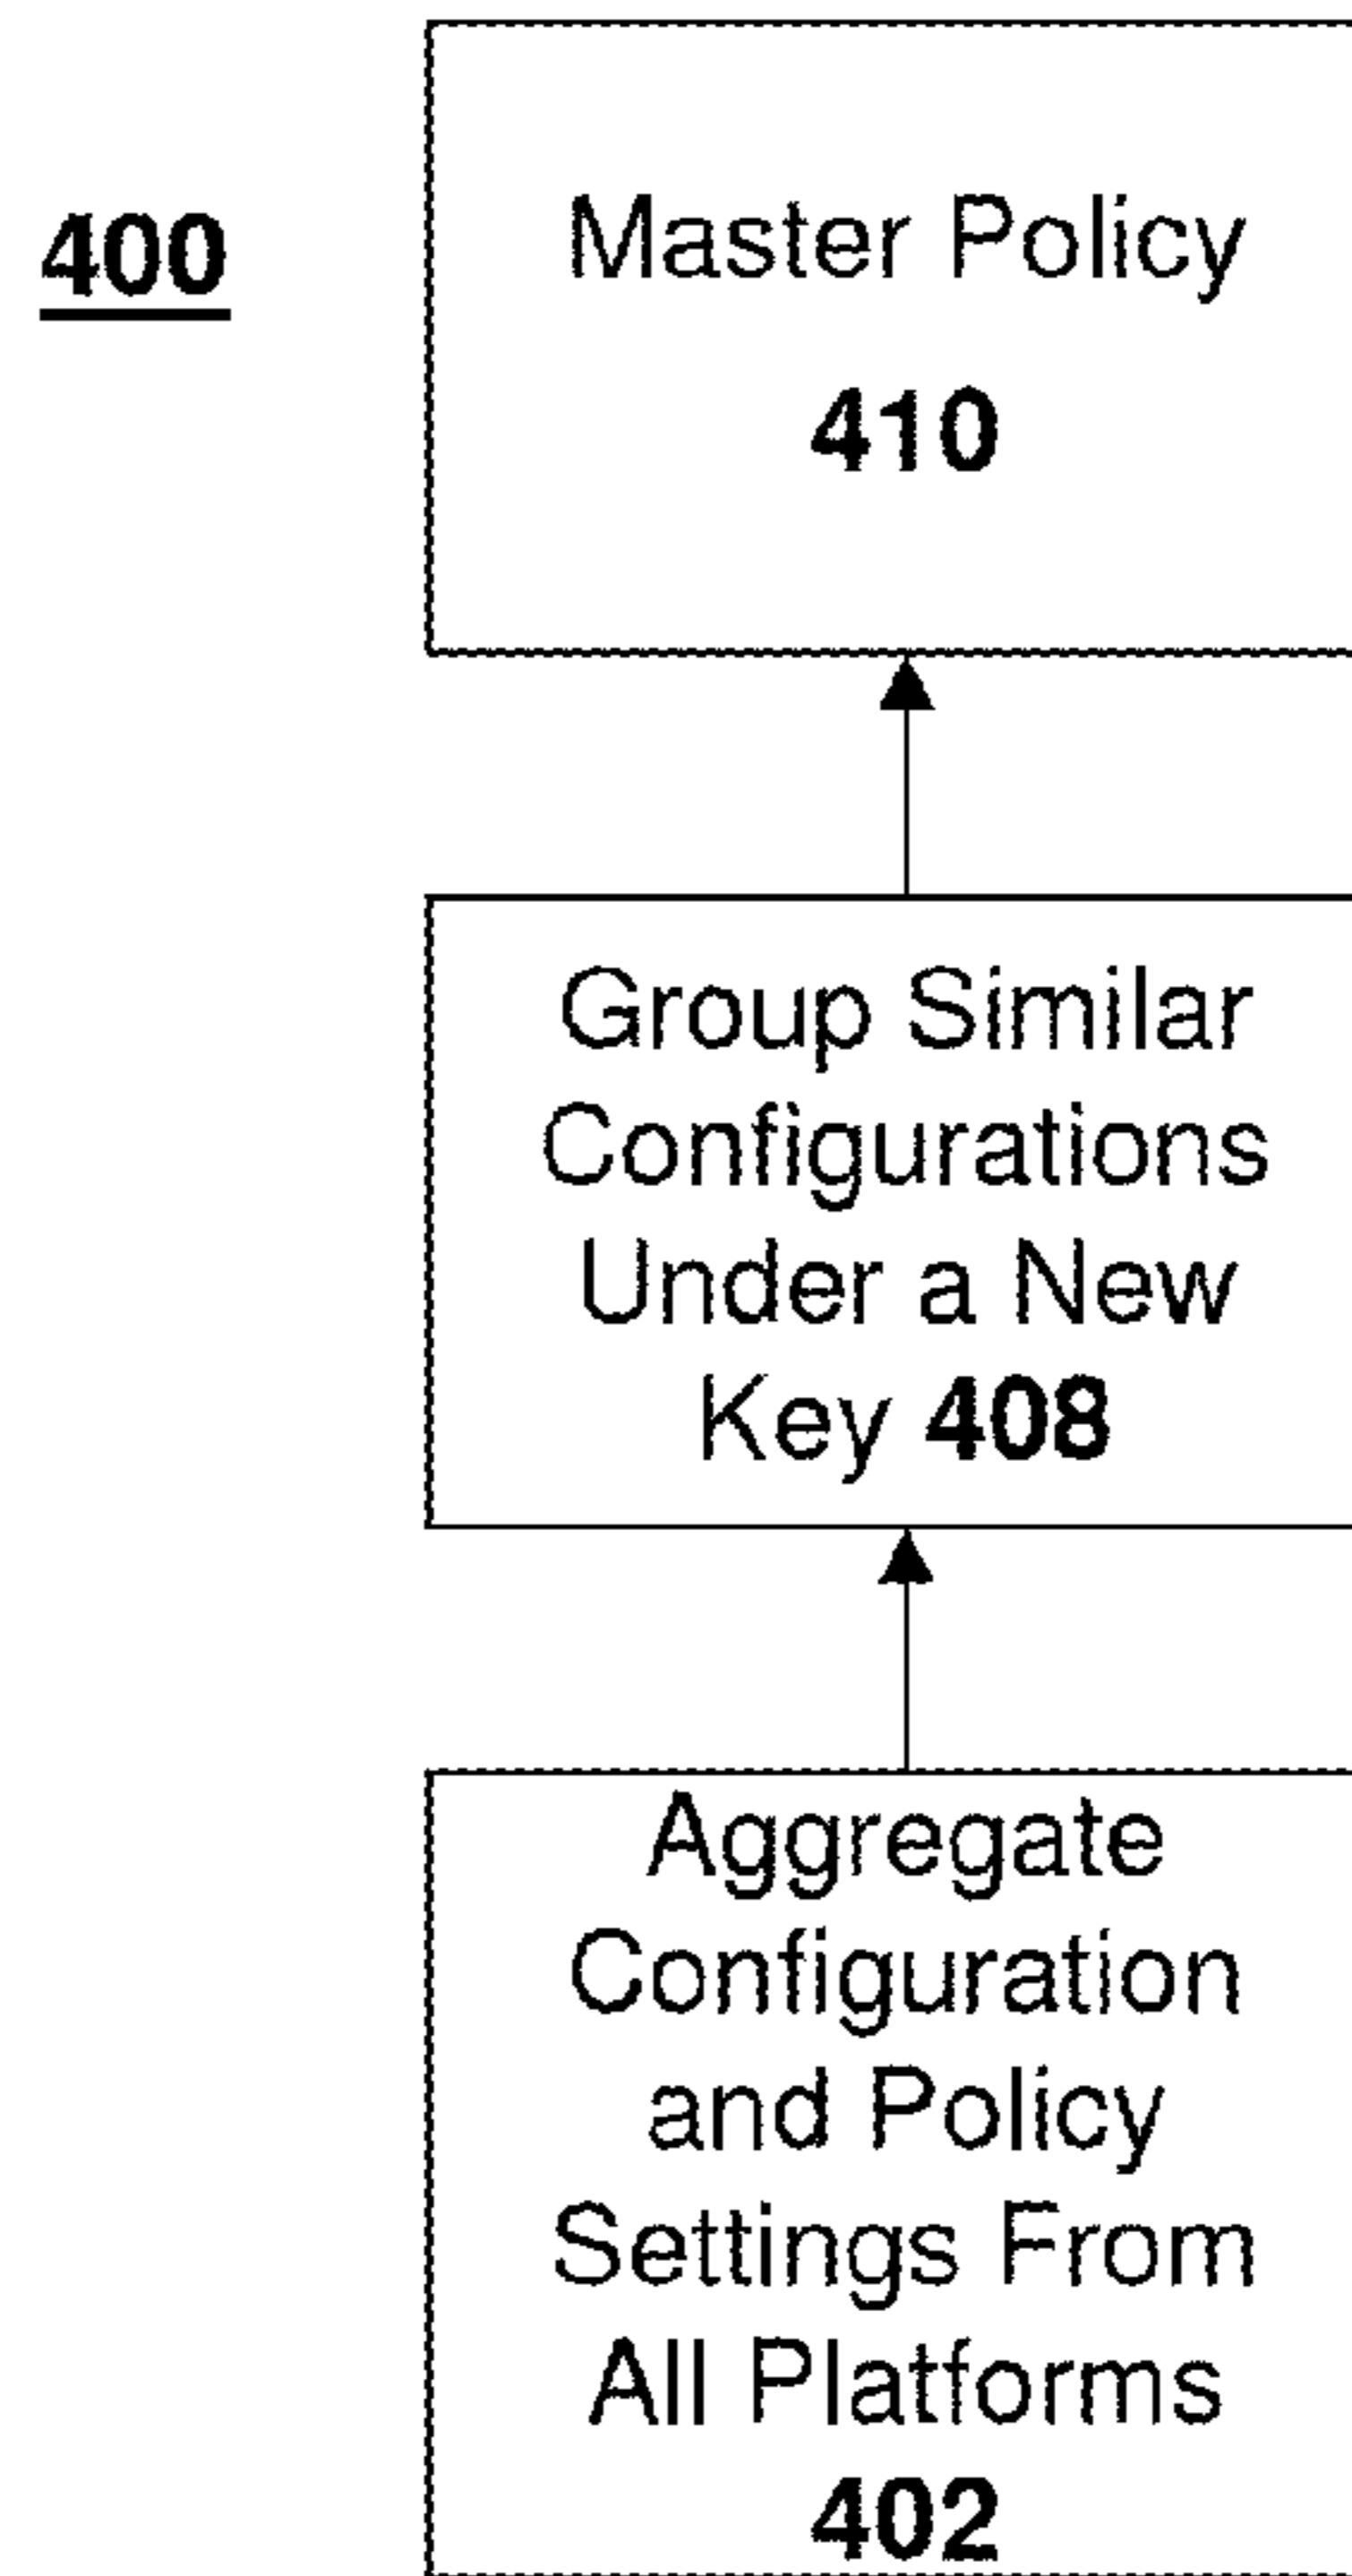 400
Master Policy
410
Group Similar
Configurations
Under a New
Key 408
Aggregate
Configuration
and Policy
Settings From
All Platforms
402